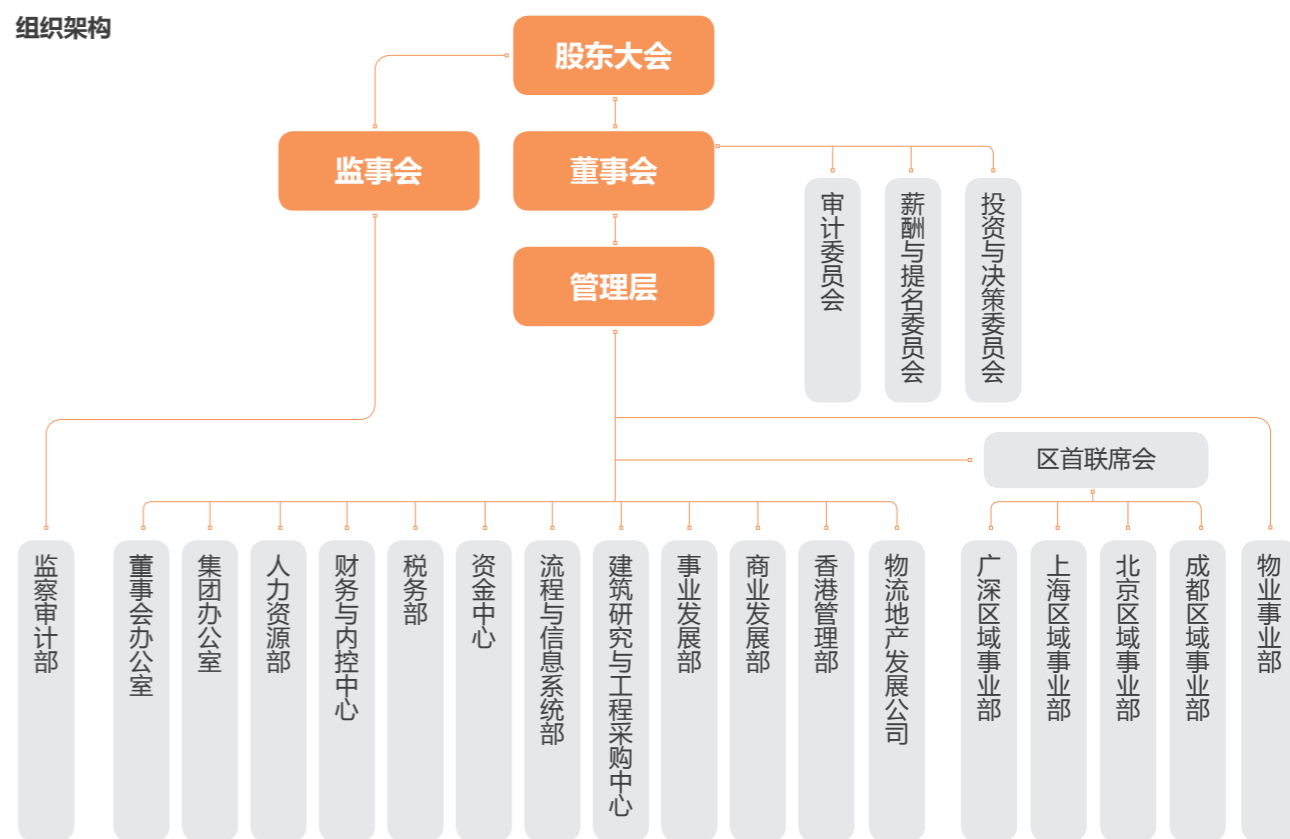 组织架构
股东大会
监事会
董事会
管理层
审计委员会
薪酬与提名委员会
投资与决策委员会
区首联席会
监察审计部
董事会办公室
集团办公室
人力资源部
财务与内控中心
税务部
资金中心
流程与信息系统部
建筑研究与工程采购中心
事业发展部
商业发展部
香港管理部
物流地产发展公司
广深区域事业部
上海区域事业部
北京区域事业部
成都区域事业部
物业事业部